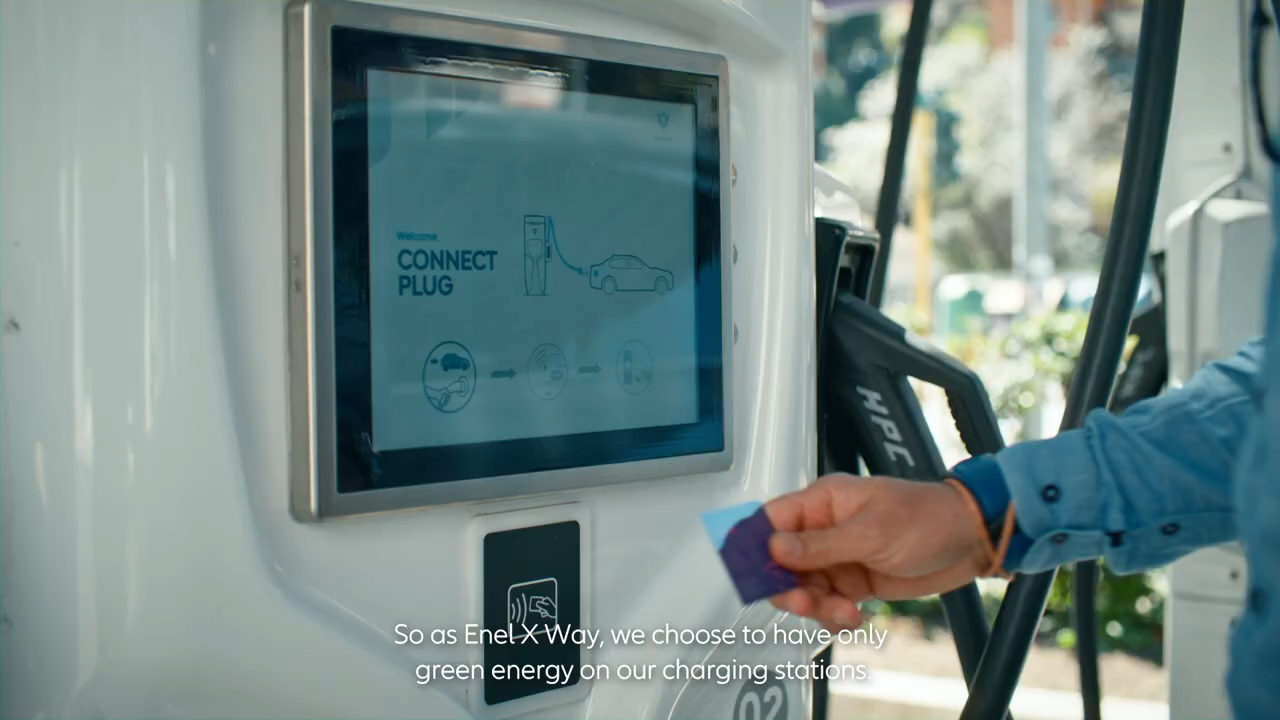 Welcome
CONNECT
PLUG
HPC
So as Enel X Way, we choose to have only
green energy on our charging stations.
02